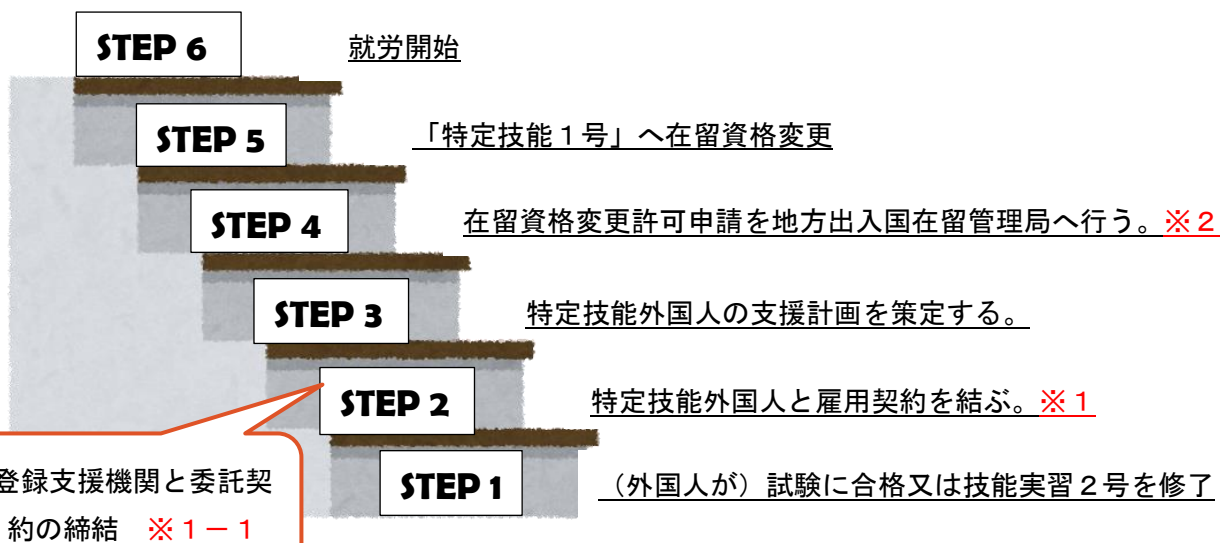 STEP 6 就労開始
STEP 5 「特定技能１号」へ在留資格変更
STEP 4 在留資格変更許可申請を地方出入国在留管理局へ行う。※２
STEP 3 特定技能外国人の支援計画を策定する。
STEP 2 特定技能外国人と雇用契約を結ぶ。※１
STEP 1 （外国人が）試験に合格又は技能実習２号を修了
登録支援機関と委託契
約の締結 ※１－１